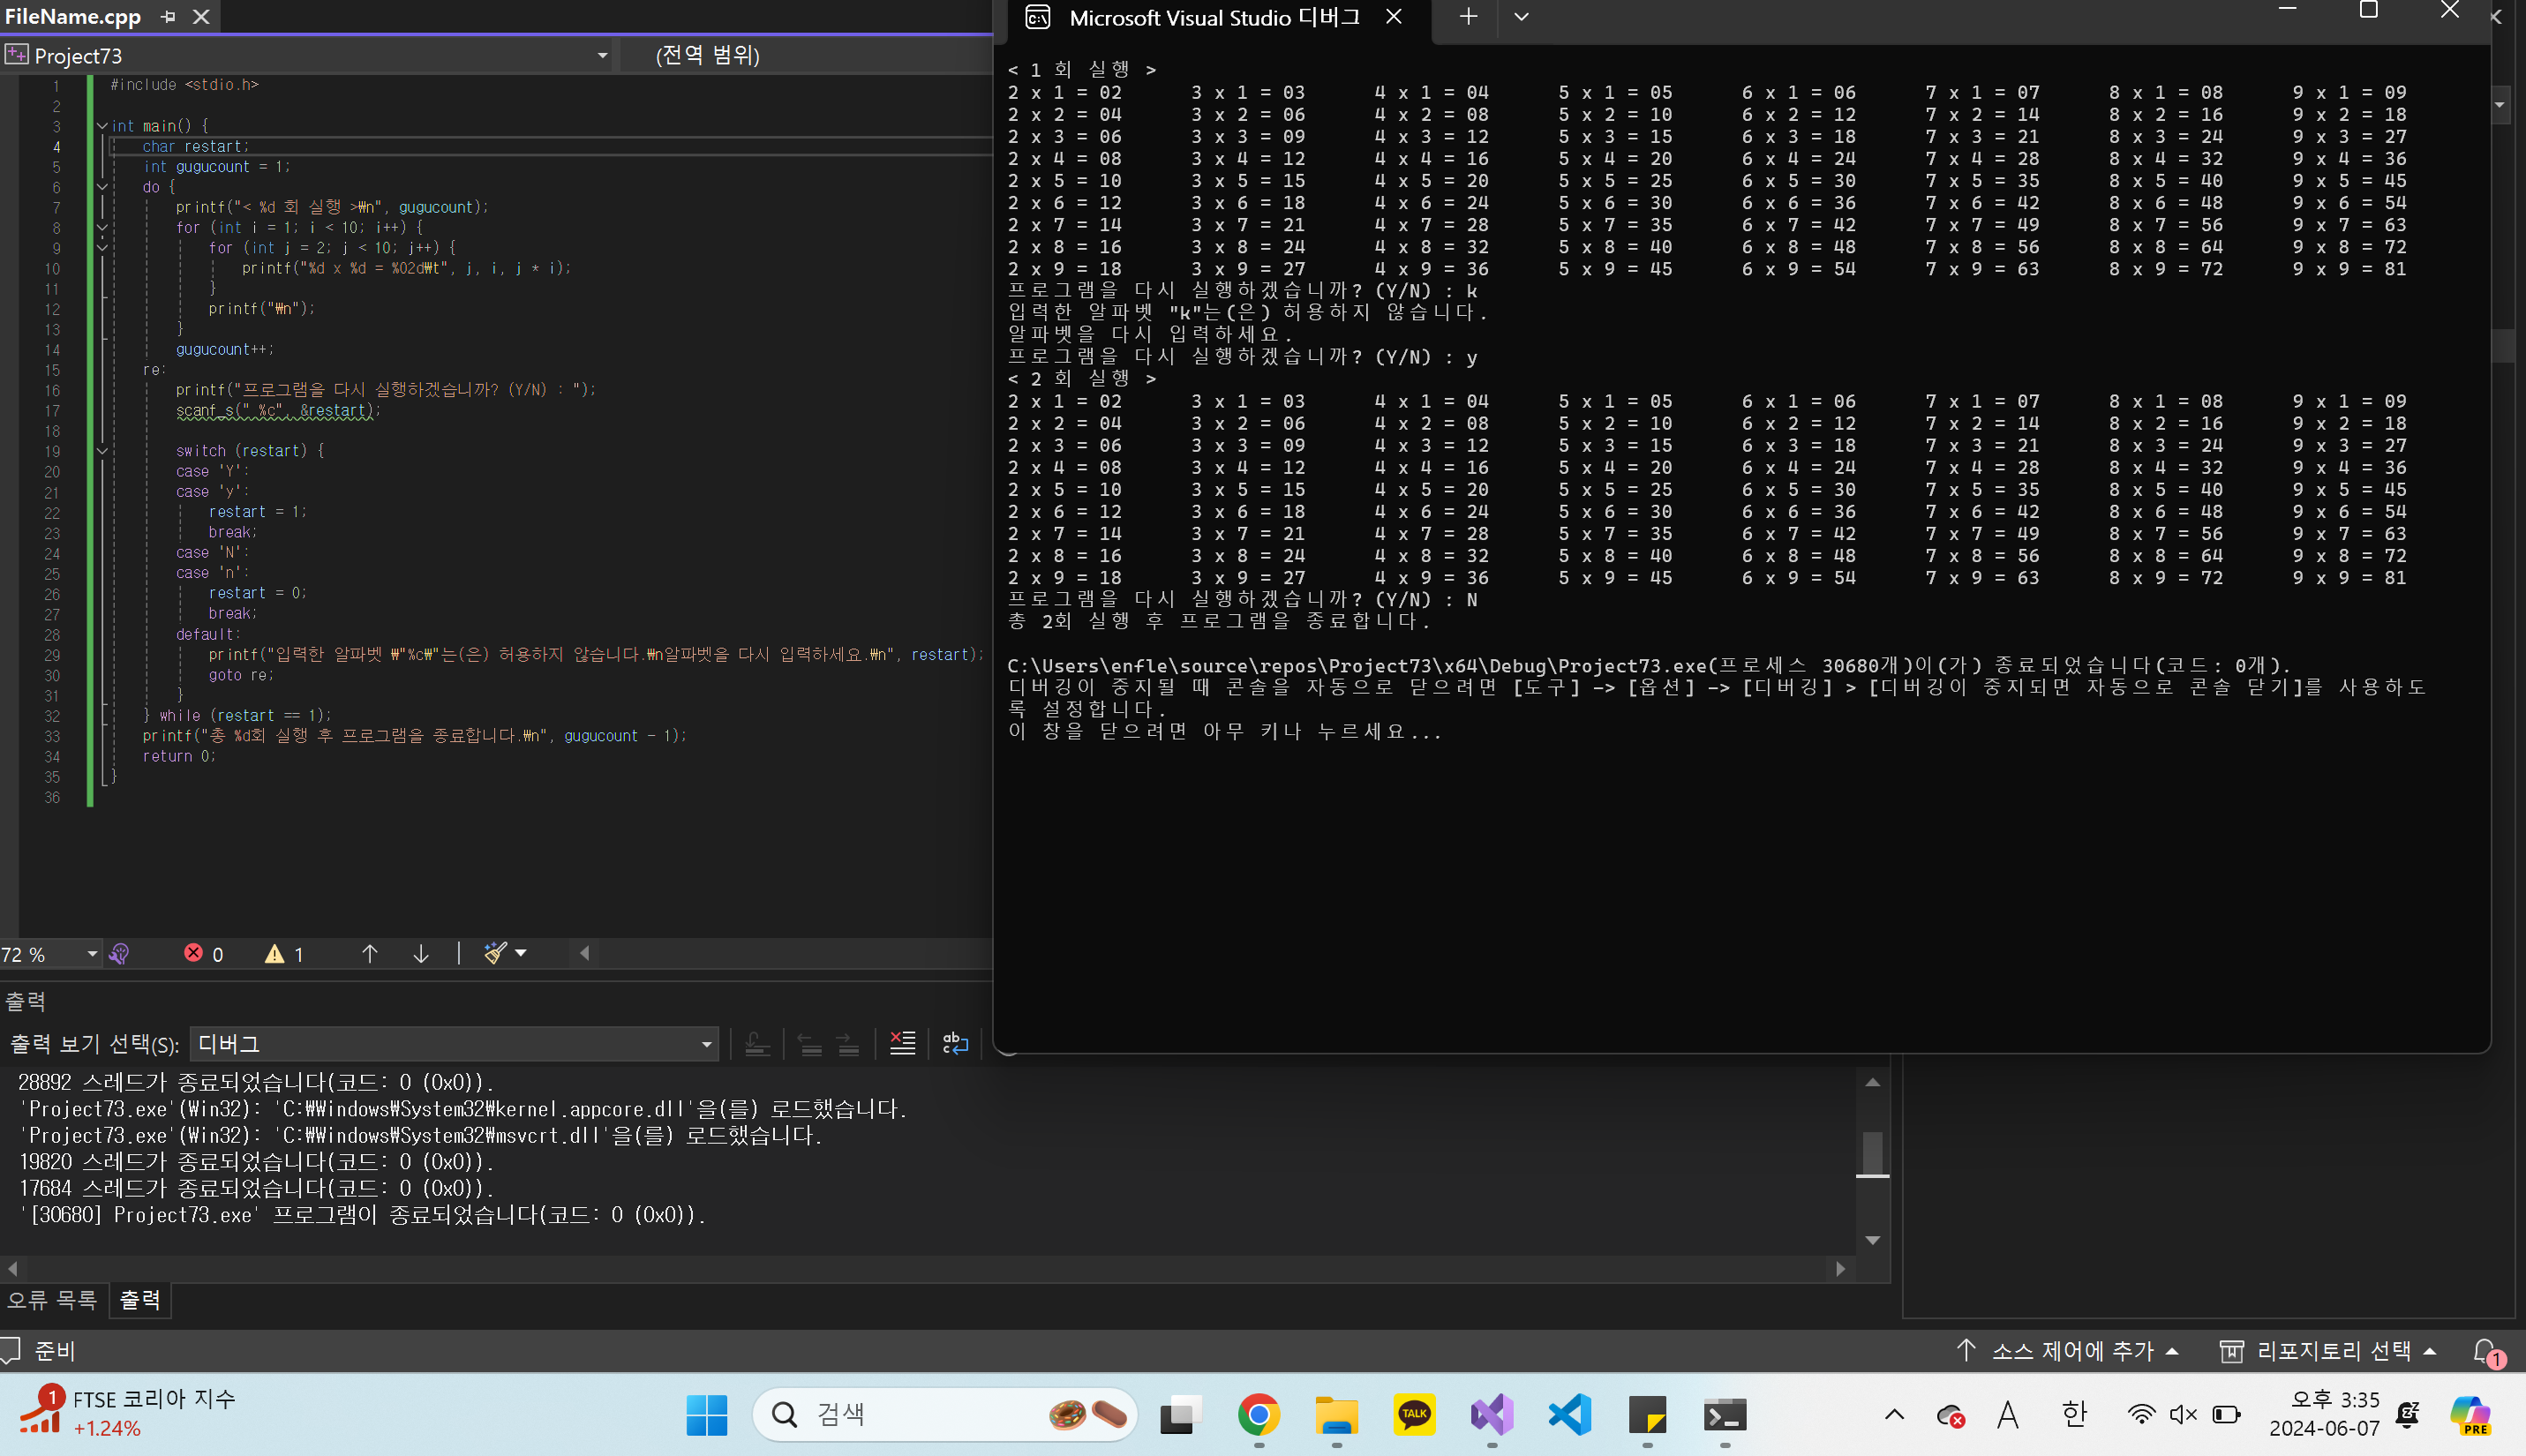 FileName.cpp
Project73
(전역 범위)
1 #include <stdio.h>
2
3 int main() {
4 char restart;
5 int gugucount = 1;
6 do {
7 printf("< %d 회 실행 >₩n", gugucount);
8 for (int i = 1; i < 10; i++) {
9 for (int j = 2; j < 10; j++) {
10 printf("%d x %d = %02d₩t", j, i, j * i);
11 }
12 printf("₩n");
13 }
14 gugucount++;
15 re:
16 printf("프로그램을 다시 실행하겠습니까? (Y/N) : ");
17 scanf_s(" %c", &restart);
18
19 switch (restart) {
20 case 'Y':
21 case 'y':
22 restart = 1;
23 break;
24 case 'N':
25 case 'n':
26 restart = 0;
27 break;
28 default:
29 printf("입력한 알파벳 ₩"%c₩"는(은) 허용하지 않습니다.₩n알파벳을 다시 입력하세요.₩n", restart);
30 goto re;
31 }
32 } while (restart == 1);
33 printf("총 %d회 실행 후 프로그램을 종료합니다.₩n", gugucount - 1);
34 return 0;
35 }
36
72 %
0
1
Microsoft Visual Studio 디버그
< 1 회 실행 >
2 x 1 = 02 3 x 1 = 03 4 x 1 = 04 5 x 1 = 05 6 x 1 = 06 7 x 1 = 07 8 x 1 = 08 9 x 1 = 09
2 x 2 = 04 3 x 2 = 06 4 x 2 = 08 5 x 2 = 10 6 x 2 = 12 7 x 2 = 14 8 x 2 = 16 9 x 2 = 18
2 x 3 = 06 3 x 3 = 09 4 x 3 = 12 5 x 3 = 15 6 x 3 = 18 7 x 3 = 21 8 x 3 = 24 9 x 3 = 27
2 x 4 = 08 3 x 4 = 12 4 x 4 = 16 5 x 4 = 20 6 x 4 = 24 7 x 4 = 28 8 x 4 = 32 9 x 4 = 36
2 x 5 = 10 3 x 5 = 15 4 x 5 = 20 5 x 5 = 25 6 x 5 = 30 7 x 5 = 35 8 x 5 = 40 9 x 5 = 45
2 x 6 = 12 3 x 6 = 18 4 x 6 = 24 5 x 6 = 30 6 x 6 = 36 7 x 6 = 42 8 x 6 = 48 9 x 6 = 54
2 x 7 = 14 3 x 7 = 21 4 x 7 = 28 5 x 7 = 35 6 x 7 = 42 7 x 7 = 49 8 x 7 = 56 9 x 7 = 63
2 x 8 = 16 3 x 8 = 24 4 x 8 = 32 5 x 8 = 40 6 x 8 = 48 7 x 8 = 56 8 x 8 = 64 9 x 8 = 72
2 x 9 = 18 3 x 9 = 27 4 x 9 = 36 5 x 9 = 45 6 x 9 = 54 7 x 9 = 63 8 x 9 = 72 9 x 9 = 81
프로그램을 다시 실행하겠습니까? (Y/N) : k
입력한 알파벳 "k"는(은) 허용하지 않습니다.
알파벳을 다시 입력하세요.
프로그램을 다시 실행하겠습니까? (Y/N) : y
< 2 회 실행 >
2 x 1 = 02 3 x 1 = 03 4 x 1 = 04 5 x 1 = 05 6 x 1 = 06 7 x 1 = 07 8 x 1 = 08 9 x 1 = 09
2 x 2 = 04 3 x 2 = 06 4 x 2 = 08 5 x 2 = 10 6 x 2 = 12 7 x 2 = 14 8 x 2 = 16 9 x 2 = 18
2 x 3 = 06 3 x 3 = 09 4 x 3 = 12 5 x 3 = 15 6 x 3 = 18 7 x 3 = 21 8 x 3 = 24 9 x 3 = 27
2 x 4 = 08 3 x 4 = 12 4 x 4 = 16 5 x 4 = 20 6 x 4 = 24 7 x 4 = 28 8 x 4 = 32 9 x 4 = 36
2 x 5 = 10 3 x 5 = 15 4 x 5 = 20 5 x 5 = 25 6 x 5 = 30 7 x 5 = 35 8 x 5 = 40 9 x 5 = 45
2 x 6 = 12 3 x 6 = 18 4 x 6 = 24 5 x 6 = 30 6 x 6 = 36 7 x 6 = 42 8 x 6 = 48 9 x 6 = 54
2 x 7 = 14 3 x 7 = 21 4 x 7 = 28 5 x 7 = 35 6 x 7 = 42 7 x 7 = 49 8 x 7 = 56 9 x 7 = 63
2 x 8 = 16 3 x 8 = 24 4 x 8 = 32 5 x 8 = 40 6 x 8 = 48 7 x 8 = 56 8 x 8 = 64 9 x 8 = 72
2 x 9 = 18 3 x 9 = 27 4 x 9 = 36 5 x 9 = 45 6 x 9 = 54 7 x 9 = 63 8 x 9 = 72 9 x 9 = 81
프로그램을 다시 실행하겠습니까? (Y/N) : N
총 2회 실행 후 프로그램을 종료합니다.
C:\Users\enfle\source\repos\Project73\x64\Debug\Project73.exe(프로세스 30680개)이(가) 종료되었습니다(코드: 0개).
디버깅이 중지될 때 콘솔을 자동으로 닫으려면 [도구] -> [옵션] -> [디버깅] > [디버깅이 중지되면 자동으로 콘솔 닫기]를 사용하도
록 설정합니다.
이 창을 닫으려면 아무 키나 누르세요...
출력
출력 보기 선택(S): 디버그
28892 스레드가 종료되었습니다(코드: 0 (0x0)).
'Project73.exe'(Win32): 'C:₩Windows₩System32₩kernel.appcore.dll'을(를) 로드했습니다.
'Project73.exe'(Win32): 'C:₩Windows₩System32₩msvcrt.dll'을(를) 로드했습니다.
19820 스레드가 종료되었습니다(코드: 0 (0x0)).
17684 스레드가 종료되었습니다(코드: 0 (0x0)).
'[30680] Project73.exe' 프로그램이 종료되었습니다(코드: 0 (0x0)).
오류 목록 출력
준비 소스 제어에 추가 리포지토리 선택 1
1 FTSE 코리아 지수
+1.24%
검색
TALK
A 한
오후 3:35
2024-06-07
PRE